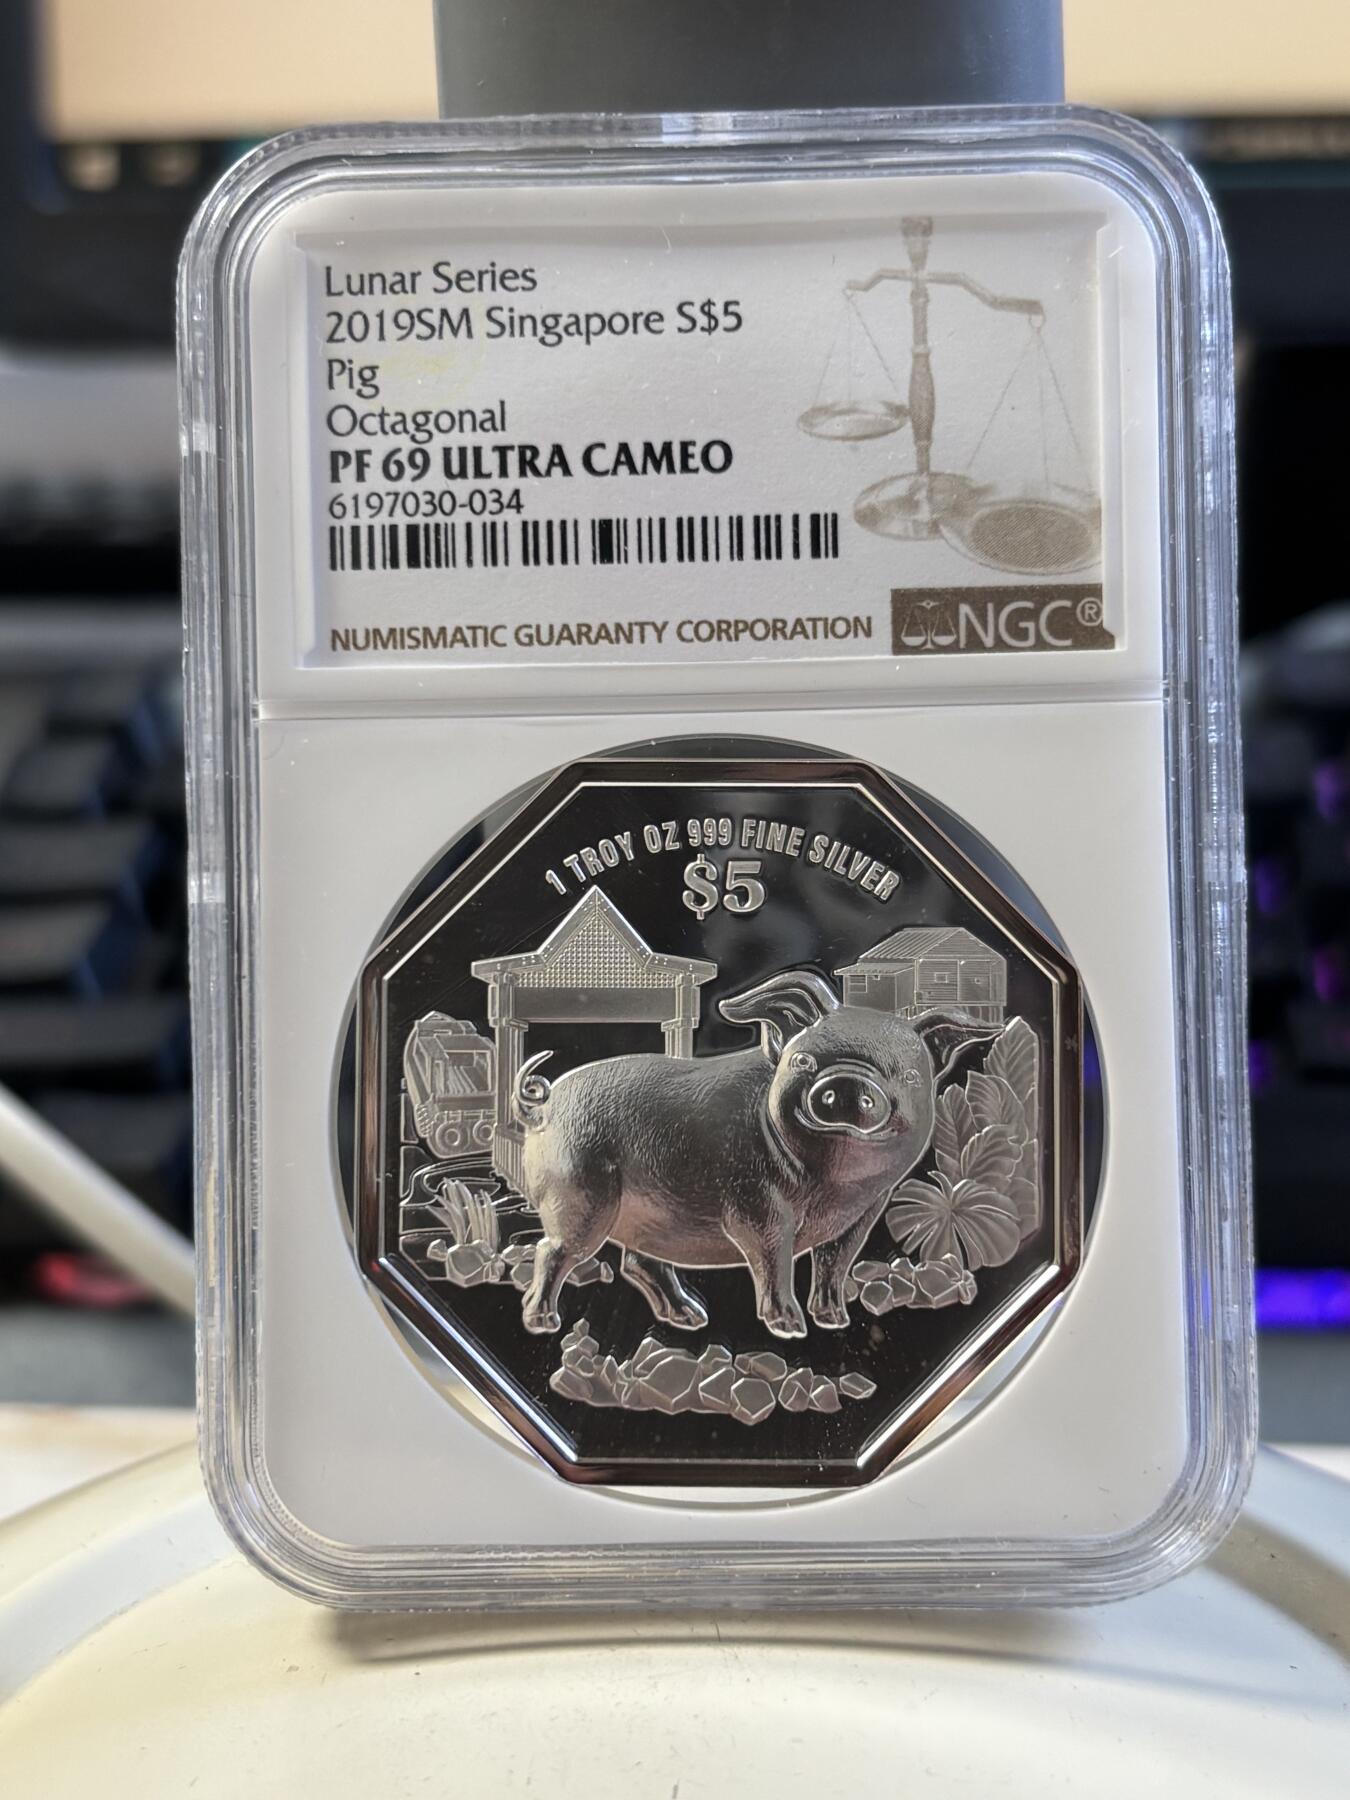 Lunar Series
2019SM Singapore S$5
Pig
Octagonal
PF 69 ULTRA CAMEO
6197030-034
NUMISMATIC GUARANTY CORPORATION
NGC®
1 TROY OZ 999 FINE SILVER
$5